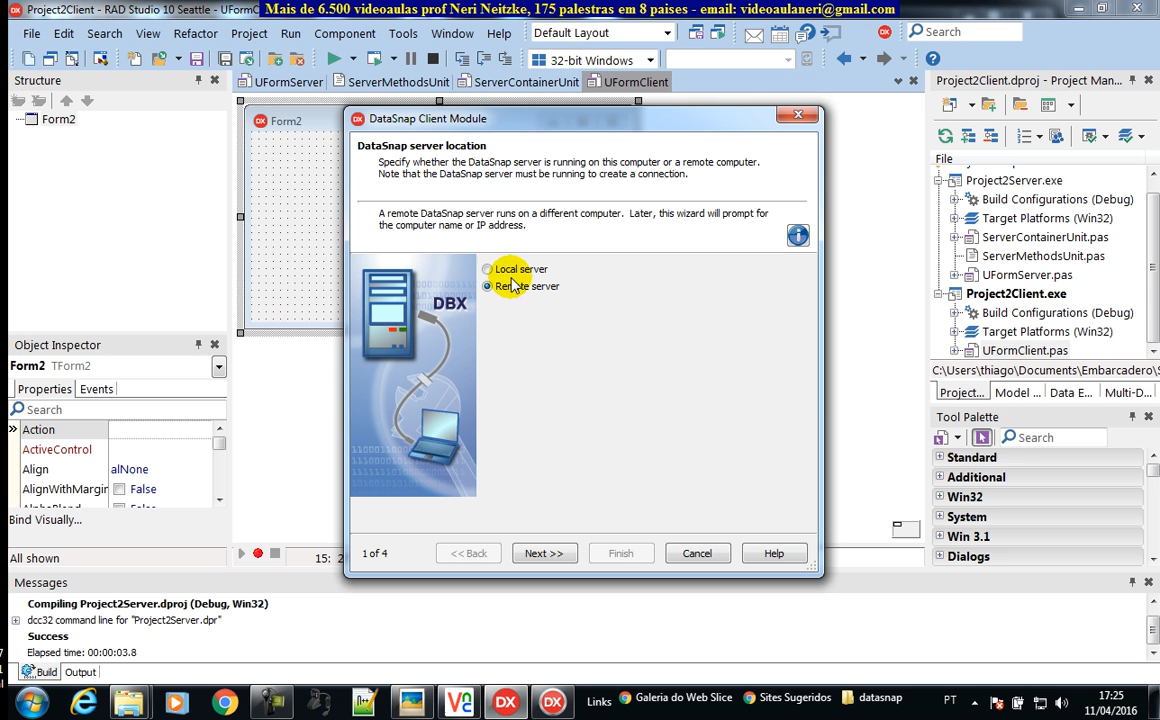 Project2Client - RAD Studio 10 Seattle - UFormC
Mais de 6.500 videoaulas prof Neri Neitzke, 175 palestras em 8 paises - email: videoaulaneri@gmail.com
File Edit Search View Refactor Project Run Component Tools Window Help
Default Layout
Search
32-bit Windows
Structure
Form2
UFormServer ServerMethodsUnit ServerContainerUnit UFormClient
Form2
DataSnap Client Module
DataSnap server location
Specify whether the DataSnap server is running on this computer or a remote computer.
Note that the DataSnap server must be running to create a connection.
A remote DataSnap server runs on a different computer. Later, this wizard will prompt for
the computer name or IP address.
DBX
Local server
Remote server
1 of 4
<< Back
Next >>
Finish
Cancel
Help
Project2Client.dproj - Project Man...
File
Project2Server.exe
Build Configurations (Debug)
Target Platforms (Win32)
ServerContainerUnit.pas
ServerMethodsUnit.pas
UFormServer.pas
Project2Client.exe
Build Configurations (Debug)
Target Platforms (Win32)
UFormClient.pas
C:\Users\thiago\Documents\Embarcadero\S
Project... Model ... Data E... Multi-D...
Tool Palette
Search
Standard
Additional
Win32
System
Win 3.1
Dialogs
Object Inspector
Form2 TForm2
Properties Events
Search
Action
ActiveControl
Align alNone
AlignWithMargin False
AlphaBlend False
Bind Visually...
All shown
15: 2
Messages
Compiling Project2Server.dproj (Debug, Win32)
dcc32 command line for "Project2Server.dpr"
Success
Elapsed time: 00:00:03.8
Build Output
Links Galeria do Web Slice Sites Sugeridos datasnap
PT
17:25
11/04/2016